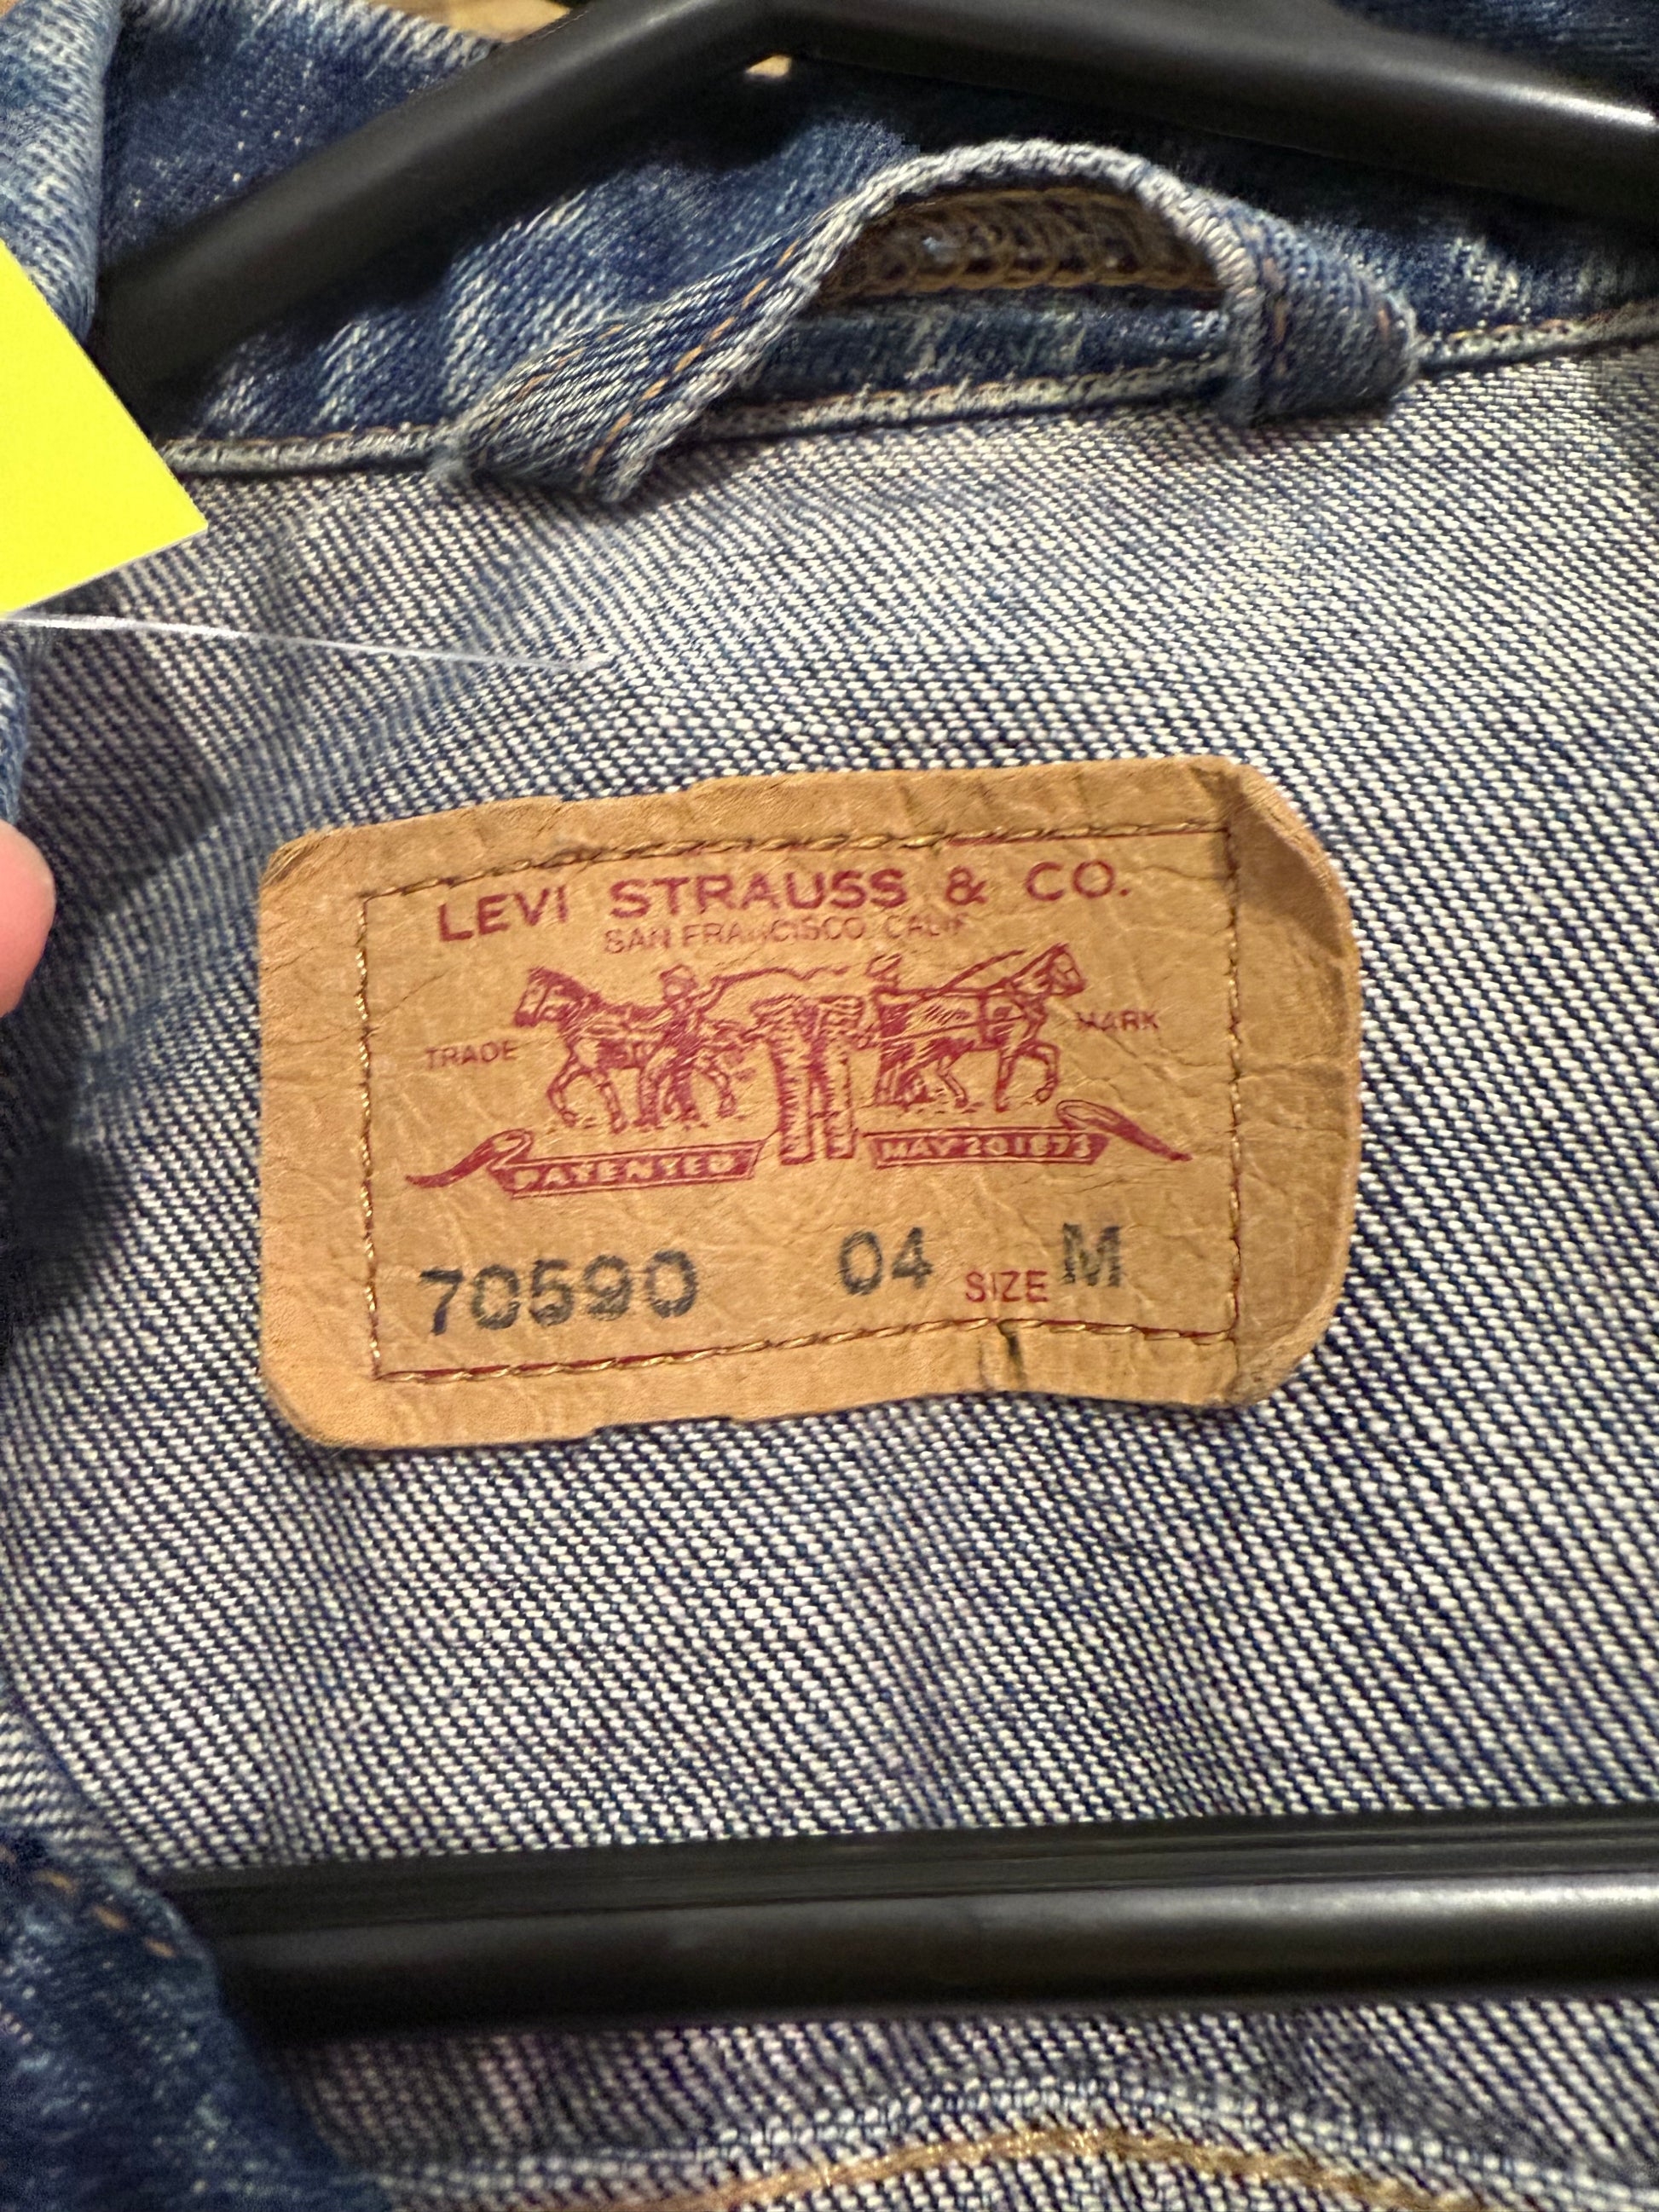 LEVI STRAUSS & CO.
SAN FRANCISCO, CALIF
TRADE MARK
PATENTED MAY 20 1873
70590 04 SIZE M